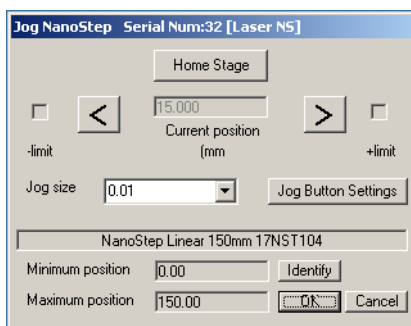 Jog NanoStep Serial Num:32 [Laser NS]
Home Stage
< 15.000 >
Current position
-limit (mm +limit
Jog size 0.01 Jog Button Settings
NanoStep Linear 150mm 17NST104
Minimum position 0.00 Identify
Maximum position 150.00 OK Cancel